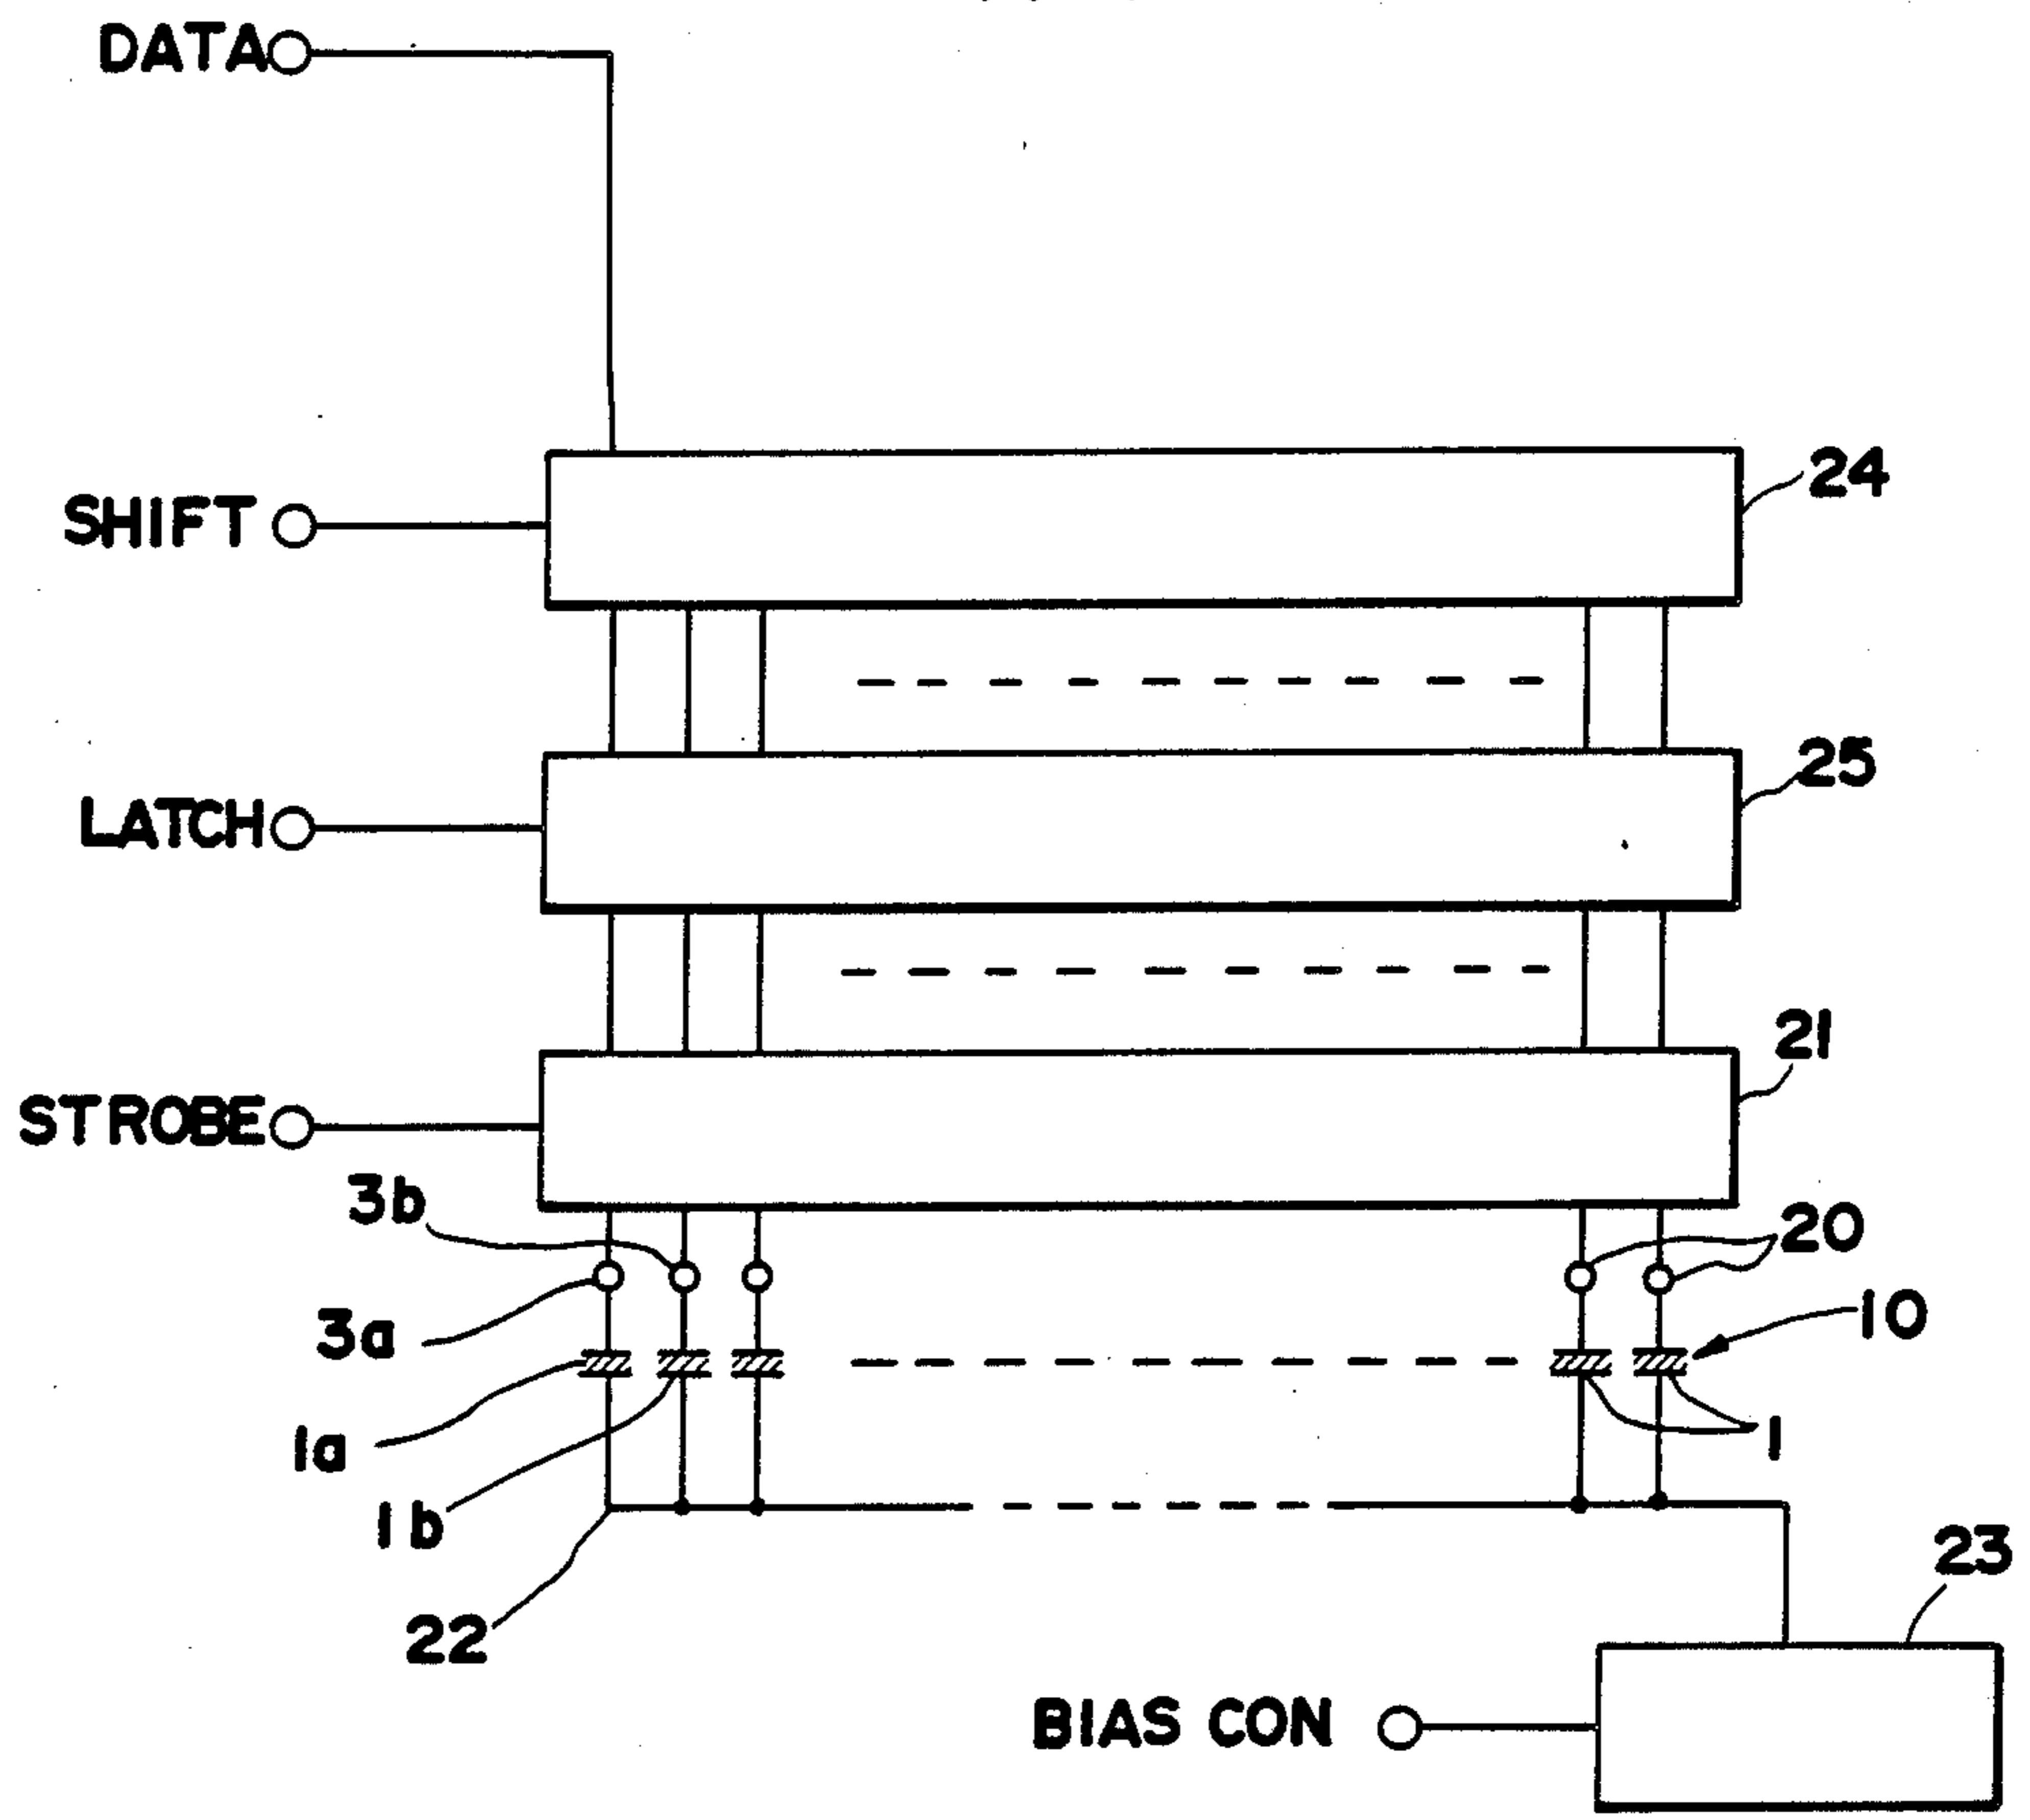 DATA
24
SHIFT
25
LATCH
21
STROBE
3b
20
10
3a
1a
1
1b
23
22
BIAS CON